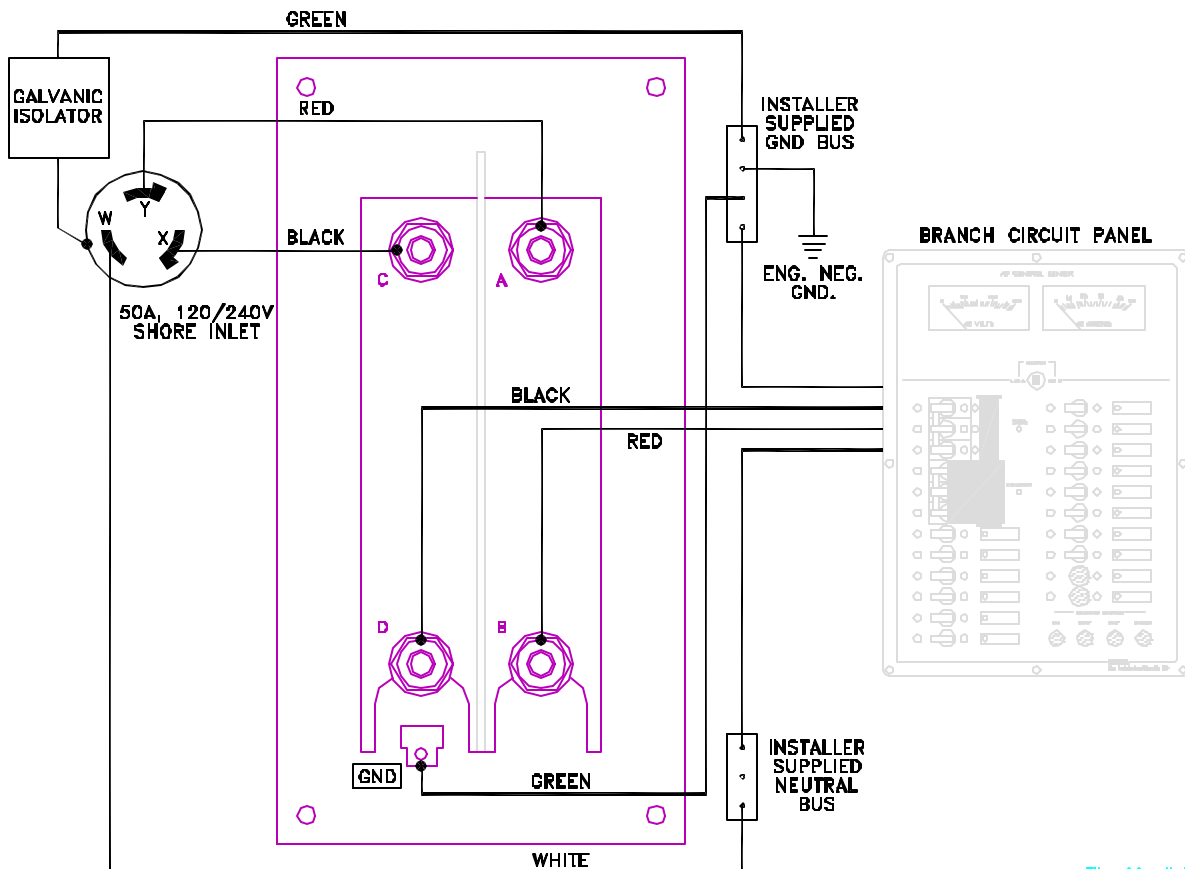 GREEN
GALVANIC
ISOLATOR
RED
INSTALLER
SUPPLIED
GND BUS
W
Y
X
BLACK
C
A
BRANCH CIRCUIT PANEL
ENG. NEG.
GND.
50A, 120/240V
SHORE INLET
BLACK
RED
D
B
GND
GREEN
INSTALLER
SUPPLIED
NEUTRAL
BUS
WHITE